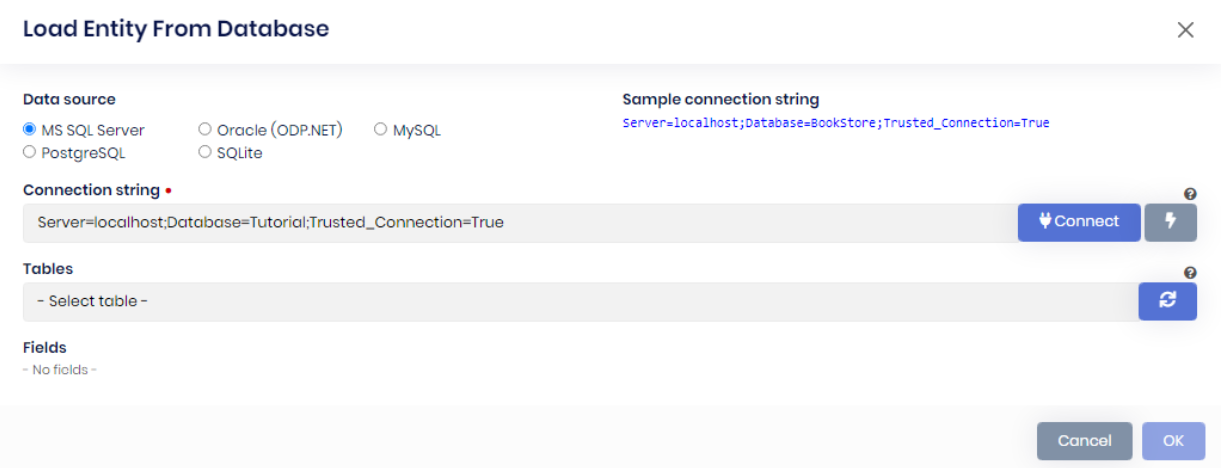 Load Entity From Database
Data source
Sample connection string
MS SQL Server Oracle (ODP.NET) MySQL
Server=localhost;Database=BookStore;Trusted_Connection=True
PostgreSQL SQLite
Connection string
Server=localhost;Database=Tutorial;Trusted_Connection=True
Connect
Tables
- Select table -
Fields
- No fields -
Cancel OK